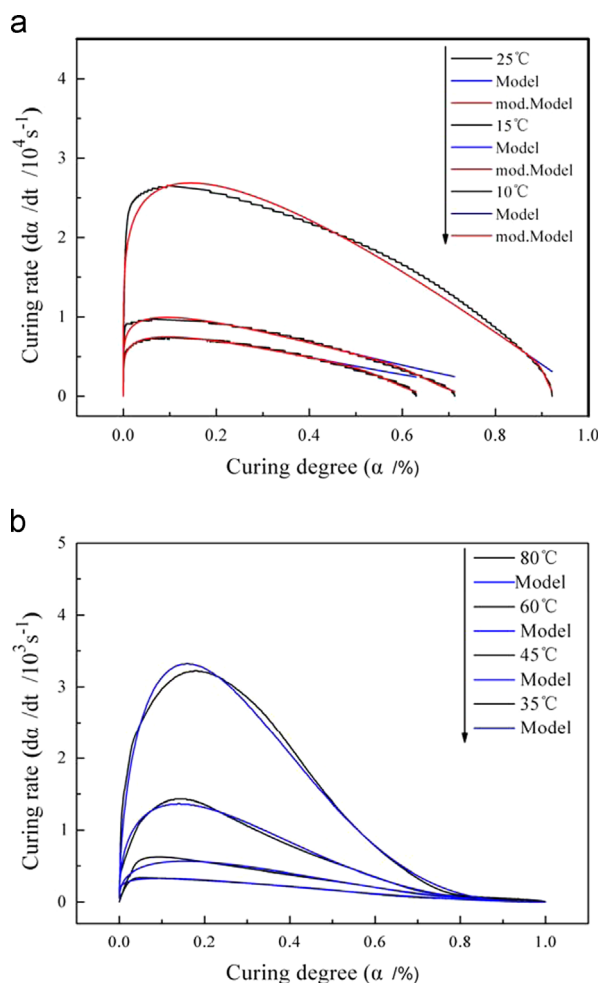 a
4
3
2
1
0
Curing rate (dα /dt /10⁴s⁻¹)
25℃
Model
mod.Model
15℃
Model
mod.Model
10℃
Model
mod.Model
0.0 0.2 0.4 0.6 0.8 1.0
Curing degree (α /%)
b
5
4
3
2
1
0
Curing rate (dα /dt /10³s⁻¹)
80℃
Model
60℃
Model
45℃
Model
35℃
Model
0.0 0.2 0.4 0.6 0.8 1.0
Curing degree (α /%)